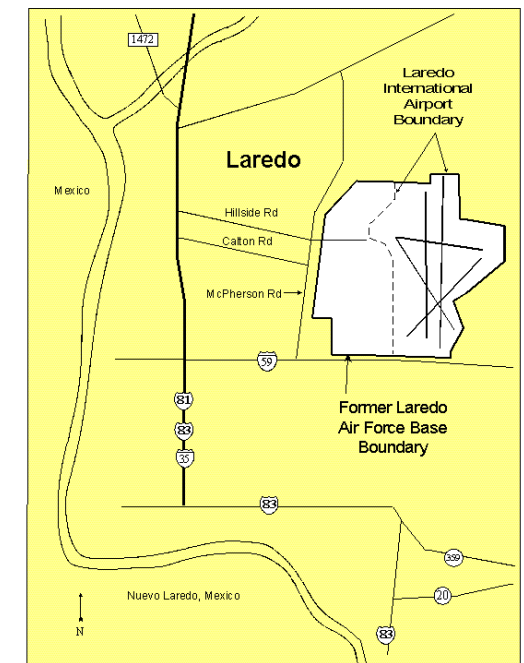 1472
Laredo
International
Airport
Boundary
Laredo
Mexico
Hillside Rd
Calton Rd
McPherson Rd
59
81
83
35
Former Laredo
Air Force Base
Boundary
83
359
Nuevo Laredo, Mexico
20
N
83